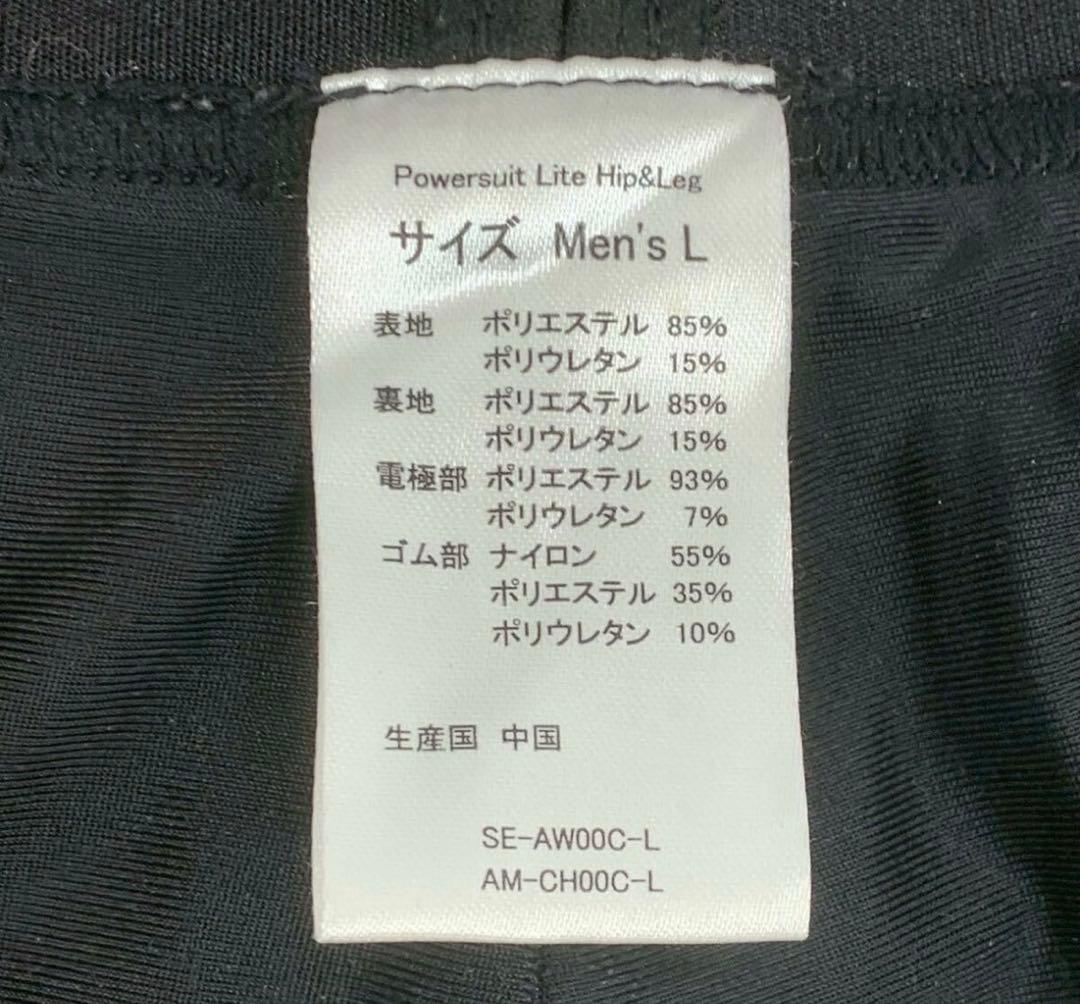 Powersuit Lite Hip&Leg
サイズ Men's L
表地 ポリエステル 85%
ポリウレタン 15%
裏地 ポリエステル 85%
ポリウレタン 15%
電極部 ポリエステル 93%
ポリウレタン 7%
ゴム部 ナイロン 55%
ポリエステル 35%
ポリウレタン 10%
生産国 中国
SE-AW00C-L
AM-CH00C-L